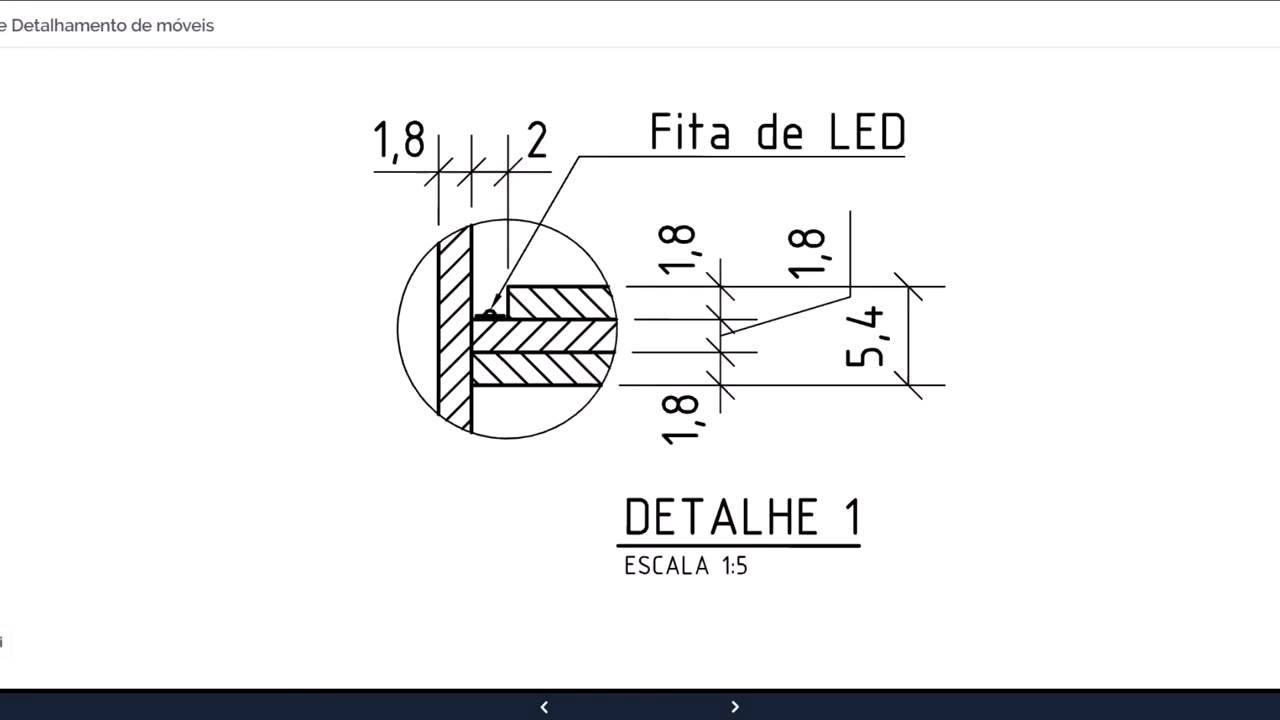 e Detalhamento de móveis
1,8
2
Fita de LED
1,8
1,8
5,4
1,8
DETALHE 1
ESCALA 1:5
i